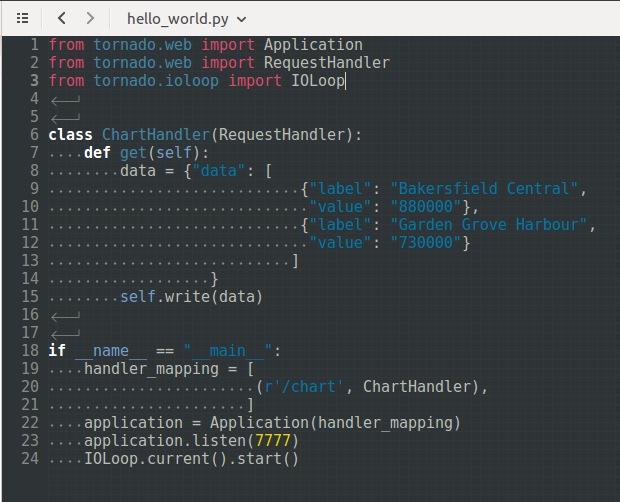 hello_world.py
1 from tornado.web import Application
2 from tornado.web import RequestHandler
3 from tornado.ioloop import IOLoop
4
5
6 class ChartHandler(RequestHandler):
7     def get(self):
8         data = {"data": [
9                             {"label": "Bakersfield Central",
10                             "value": "880000"},
11                            {"label": "Garden Grove Harbour",
12                             "value": "730000"}
13                           ]
14                  }
15        self.write(data)
16
17
18 if __name__ == "__main__":
19    handler_mapping = [
20                       (r'/chart', ChartHandler),
21                      ]
22    application = Application(handler_mapping)
23    application.listen(7777)
24    IOLoop.current().start()